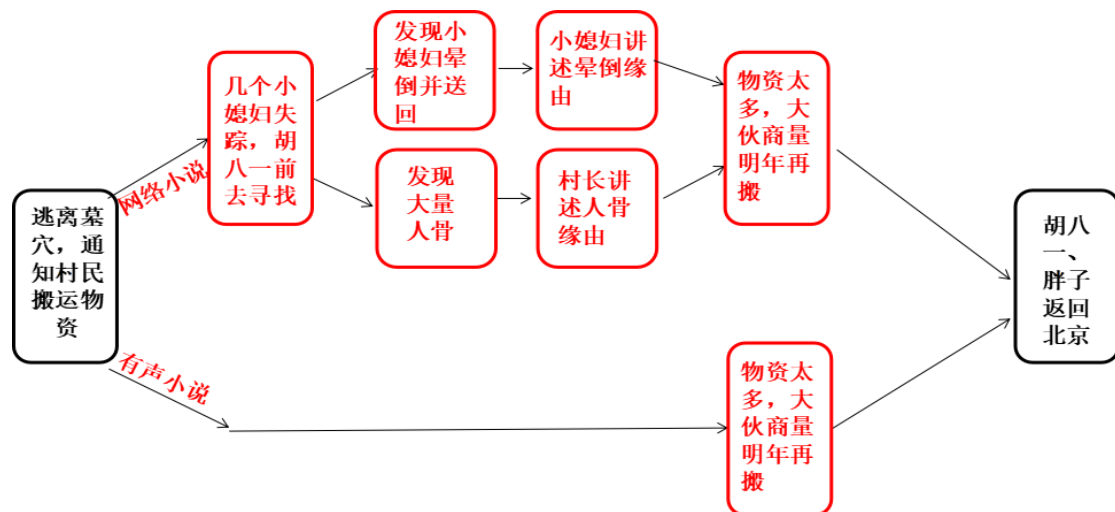 逃离墓
穴，通
知村民
搬运物
资
网络小说
几个小
媳妇失
踪，胡
八一前
去寻找
发现小
媳妇晕
倒并送
回
小媳妇讲
述晕倒缘
由
发现
大量
人骨
村长讲
述人骨
缘由
物资太
多，大
伙商量
明年再
搬
有声小说
物资太
多，大
伙商量
明年再
搬
胡八
一、
胖子
返回
北京